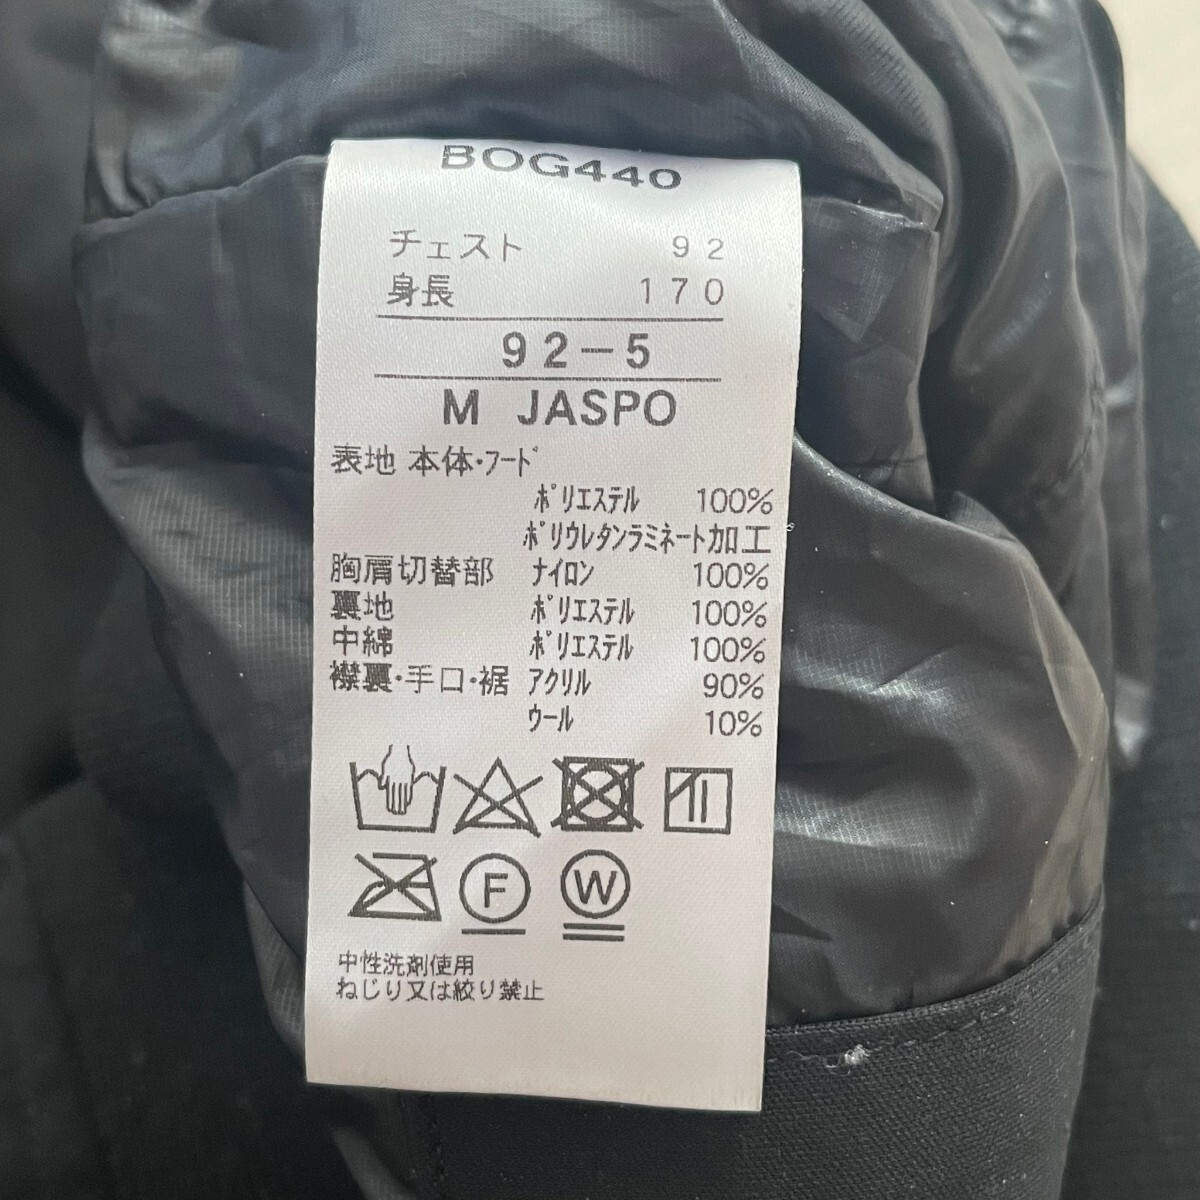 BOG440
チェスト 92
身長 170
92-5
M JASPO
表地 本体・フード
ポリエステル 100%
ポリウレタンラミネート加工
胸肩切替部 ナイロン 100%
裏地 ポリエステル 100%
中綿 ポリエステル 100%
襟裏・手口・裾 アクリル 90%
ウール 10%
F W
中性洗剤使用
ねじり又は絞り禁止